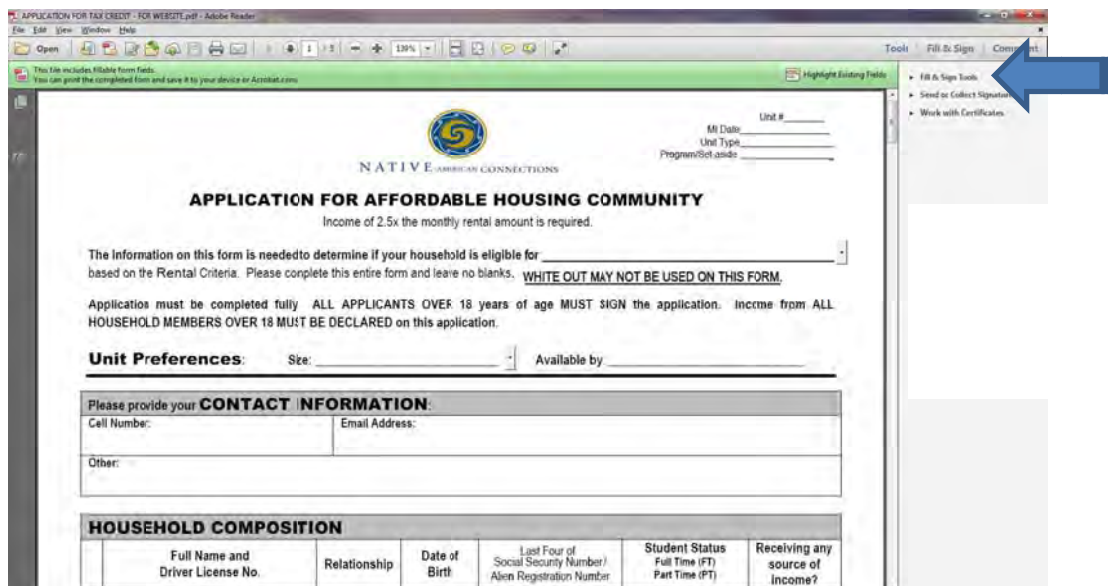 APPLICATION FOR TAX CREDIT - FOR WEBSITE.pdf - Adobe Reader
File Edit View Window Help
Open 1 139% Tools Fill & Sign Comment
This file includes fillable form fields.
You can print the completed form and save it to your device or Acrobat.com.
Highlight Existing Fields
Fill & Sign Tools
Send or Collect Signatu
Work with Certificates
Unit #
MI Date
Unit Type
Program/Set-aside
NATIVE AMERICAN CONNECTIONS
APPLICATION FOR AFFORDABLE HOUSING COMMUNITY
Income of 2.5x the monthly rental amount is required.
The Information on this form is neededto determine if your household is eligible for
based on the Rental Criteria. Please complete this entire form and leave no blanks. WHITE OUT MAY NOT BE USED ON THIS FORM.
Application must be completed fully ALL APPLICANTS OVER 18 years of age MUST SIGN the application. Income from ALL
HOUSEHOLD MEMBERS OVER 18 MUST BE DECLARED on this application.
Unit Preferences: Size: Available by
Please provide your CONTACT INFORMATION:
Cell Number: Email Address:
Other:
HOUSEHOLD COMPOSITION
Full Name and
Driver License No.
Relationship
Date of
Birth
Last Four of
Social Security Number/
Alien Registration Number
Student Status
Full Time (FT)
Part Time (PT)
Receiving any
source of
Income?